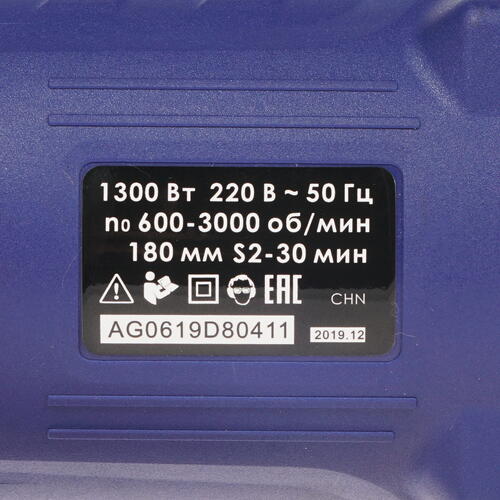 1300 Вт 220 В ~ 50 Гц
n0 600-3000 об/мин
180 мм S2-30 мин
EAC CHN
AG0619D80411 2019.12